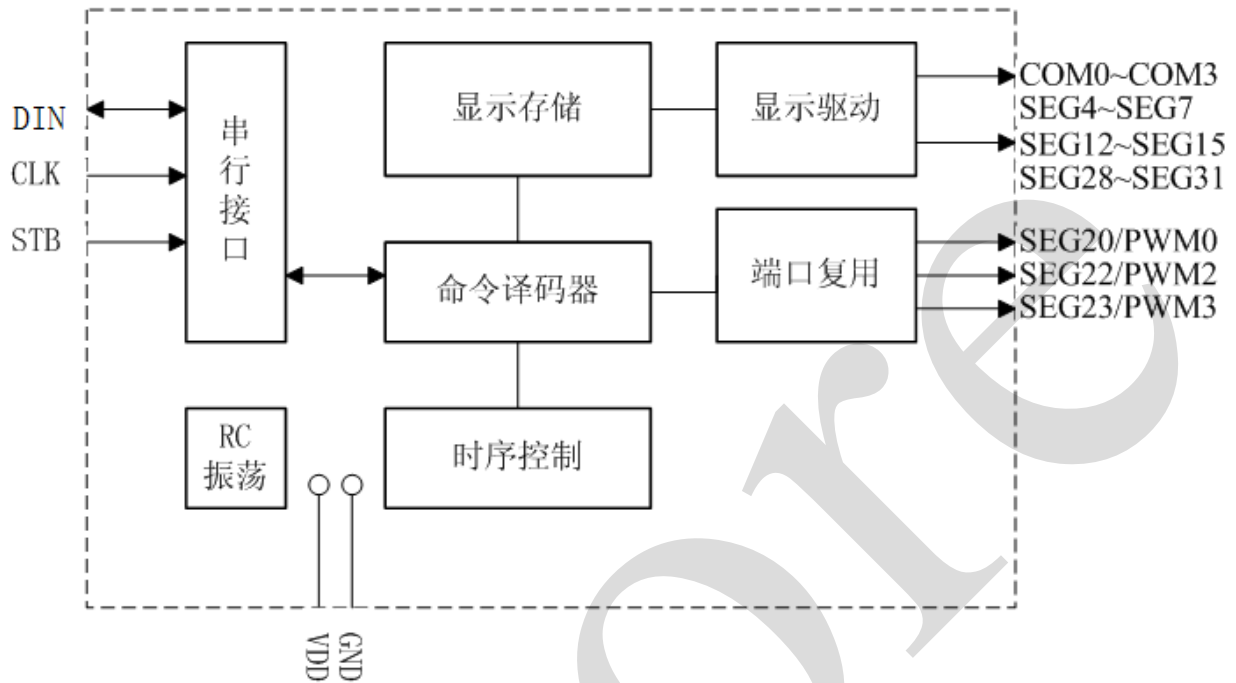 DIN
CLK
STB
串
行
接
口
显示存储
显示驱动
COM0~COM3
SEG4~SEG7
SEG12~SEG15
SEG28~SEG31
命令译码器
端口复用
SEG20/PWM0
SEG22/PWM2
SEG23/PWM3
RC
振荡
时序控制
VDD
GND
ore